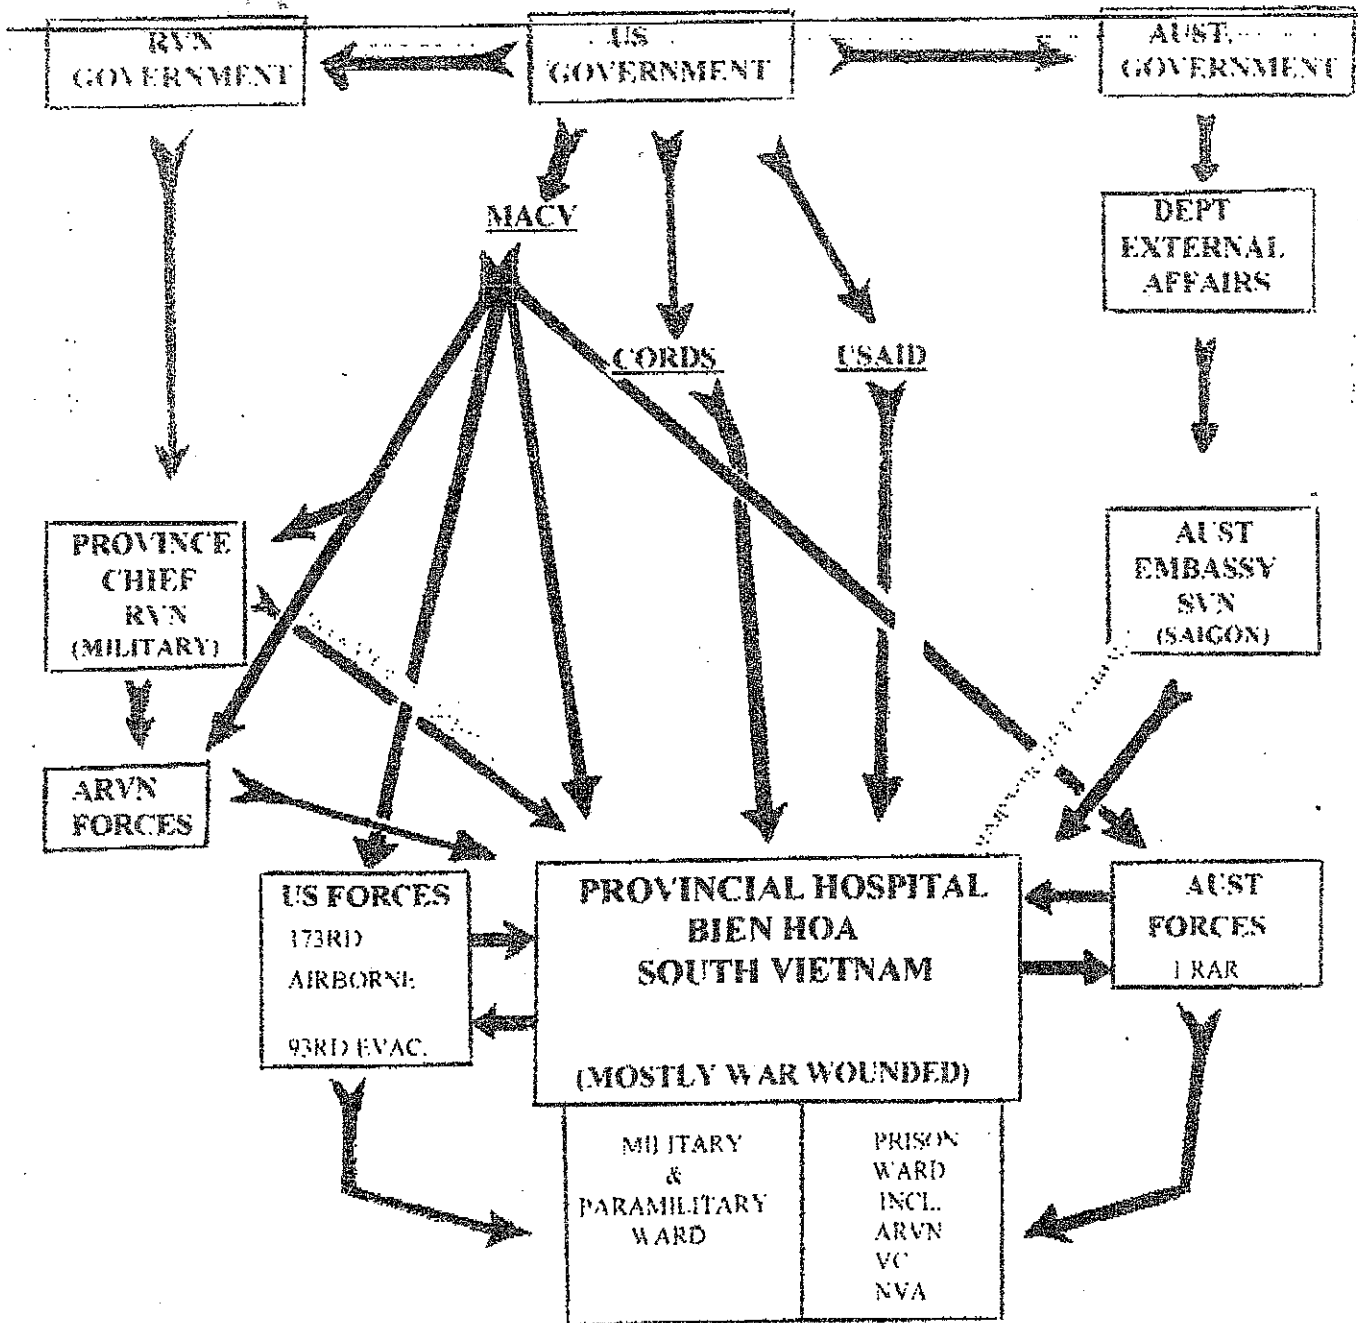 RVN
GOVERNMENT
US
GOVERNMENT
AUST.
GOVERNMENT
MACV
DEPT
EXTERNAL
AFFAIRS
CORDS
USAID
PROVINCE
CHIEF
RVN
(MILITARY)
AUST
EMBASSY
SVN
(SAIGON)
ARVN
FORCES
US FORCES
173RD
AIRBORNE
93RD EVAC.
PROVINCIAL HOSPITAL
BIEN HOA
SOUTH VIETNAM
(MOSTLY WAR WOUNDED)
AUST
FORCES
1 RAR
MILITARY
&
PARAMILITARY
WARD
PRISON
WARD
INCL.
ARVN
VC
NVA